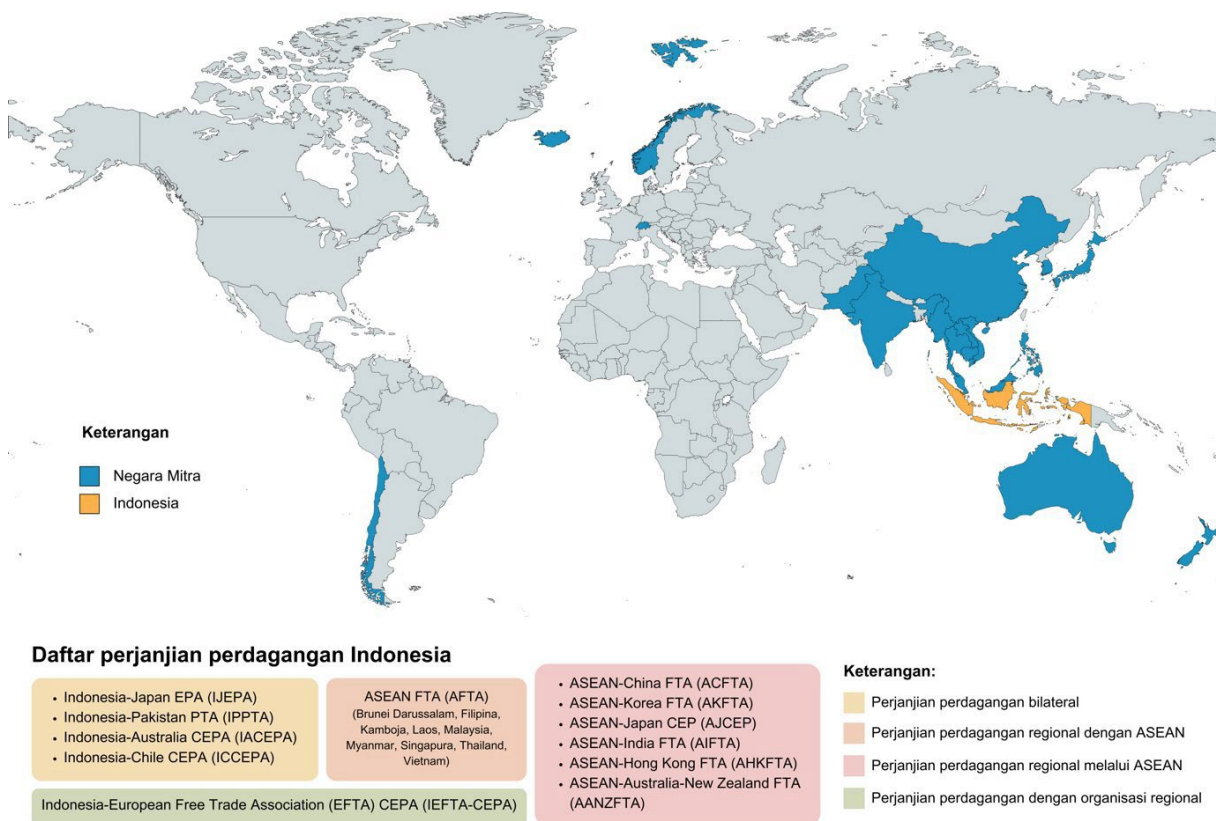 Keterangan
Negara Mitra
Indonesia
Daftar perjanjian perdagangan Indonesia
• Indonesia-Japan EPA (IJEPA)
• Indonesia-Pakistan PTA (IPPTA)
• Indonesia-Australia CEPA (IACEPA)
• Indonesia-Chile CEPA (ICCEPA)
ASEAN FTA (AFTA)
(Brunei Darussalam, Filipina,
Kamboja, Laos, Malaysia,
Myanmar, Singapura, Thailand,
Vietnam)
Indonesia-European Free Trade Association (EFTA) CEPA (IEFTA-CEPA)
• ASEAN-China FTA (ACFTA)
• ASEAN-Korea FTA (AKFTA)
• ASEAN-Japan CEP (AJCEP)
• ASEAN-India FTA (AIFTA)
• ASEAN-Hong Kong FTA (AHKFTA)
• ASEAN-Australia-New Zealand FTA
(AANZFTA)
Keterangan:
Perjanjian perdagangan bilateral
Perjanjian perdagangan regional dengan ASEAN
Perjanjian perdagangan regional melalui ASEAN
Perjanjian perdagangan dengan organisasi regional